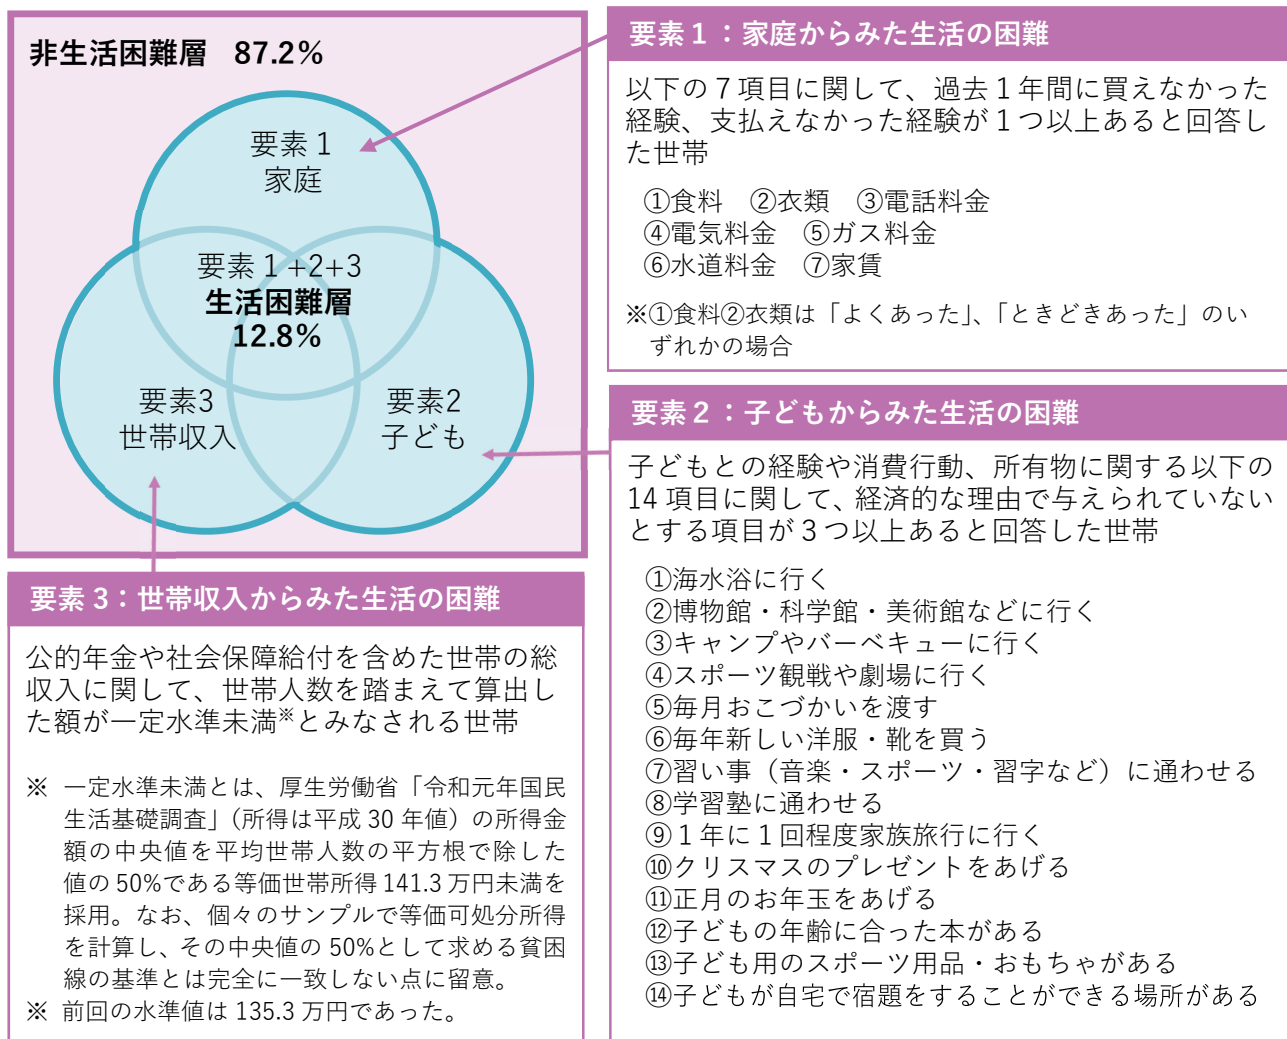 非生活困難層 87.2%
要素1
家庭
要素1+2+3
生活困難層
12.8%
要素3
世帯収入
要素2
子ども
要素1：家庭からみた生活の困難
以下の7項目に関して、過去1年間に買えなかった
経験、支払えなかった経験が1つ以上あると回答し
た世帯
①食料 ②衣類 ③電話料金
④電気料金 ⑤ガス料金
⑥水道料金 ⑦家賃
※①食料②衣類は「よくあった」、「ときどきあった」のい
ずれかの場合
要素2：子どもからみた生活の困難
子どもとの経験や消費行動、所有物に関する以下の
14項目に関して、経済的な理由で与えられていない
とする項目が3つ以上あると回答した世帯
①海水浴に行く
②博物館・科学館・美術館などに行く
③キャンプやバーベキューに行く
④スポーツ観戦や劇場に行く
⑤毎月おこづかいを渡す
⑥毎年新しい洋服・靴を買う
⑦習い事（音楽・スポーツ・習字など）に通わせる
⑧学習塾に通わせる
⑨1年に1回程度家族旅行に行く
⑩クリスマスのプレゼントをあげる
⑪正月のお年玉をあげる
⑫子どもの年齢に合った本がある
⑬子ども用のスポーツ用品・おもちゃがある
⑭子どもが自宅で宿題をすることができる場所がある
要素3：世帯収入からみた生活の困難
公的年金や社会保障給付を含めた世帯の総
収入に関して、世帯人数を踏まえて算出し
た額が一定水準未満※とみなされる世帯
※ 一定水準未満とは、厚生労働省「令和元年国民
生活基礎調査」（所得は平成30年値）の所得金
額の中央値を平均世帯人数の平方根で除した
値の50%である等価世帯所得141.3万円未満を
採用。なお、個々のサンプルで等価可処分所得
を計算し、その中央値の50%として求める貧困
線の基準とは完全に一致しない点に留意。
※ 前回の水準値は135.3万円であった。